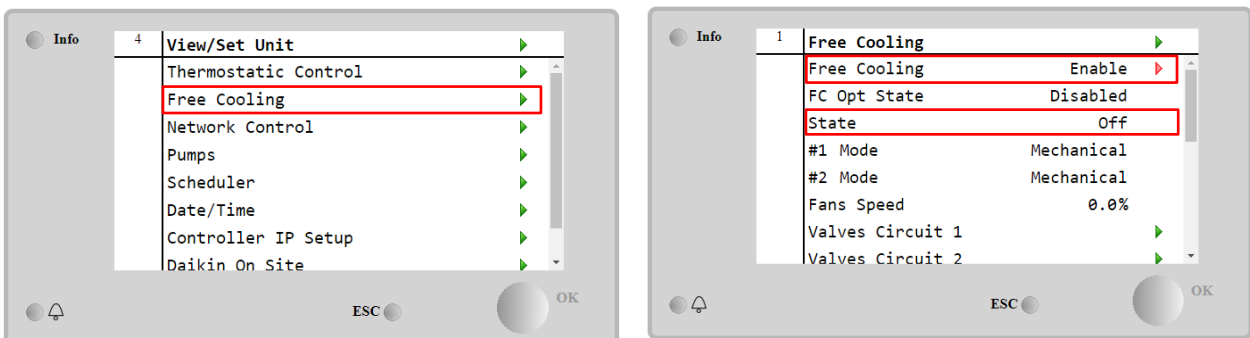 Info
4 View/Set Unit
Thermostatic Control
Free Cooling
Network Control
Pumps
Scheduler
Date/Time
Controller IP Setup
Daikin On Site
ESC
OK
Info
1 Free Cooling
Free Cooling Enable
FC Opt State Disabled
State Off
#1 Mode Mechanical
#2 Mode Mechanical
Fans Speed 0.0%
Valves Circuit 1
Valves Circuit 2
ESC
OK